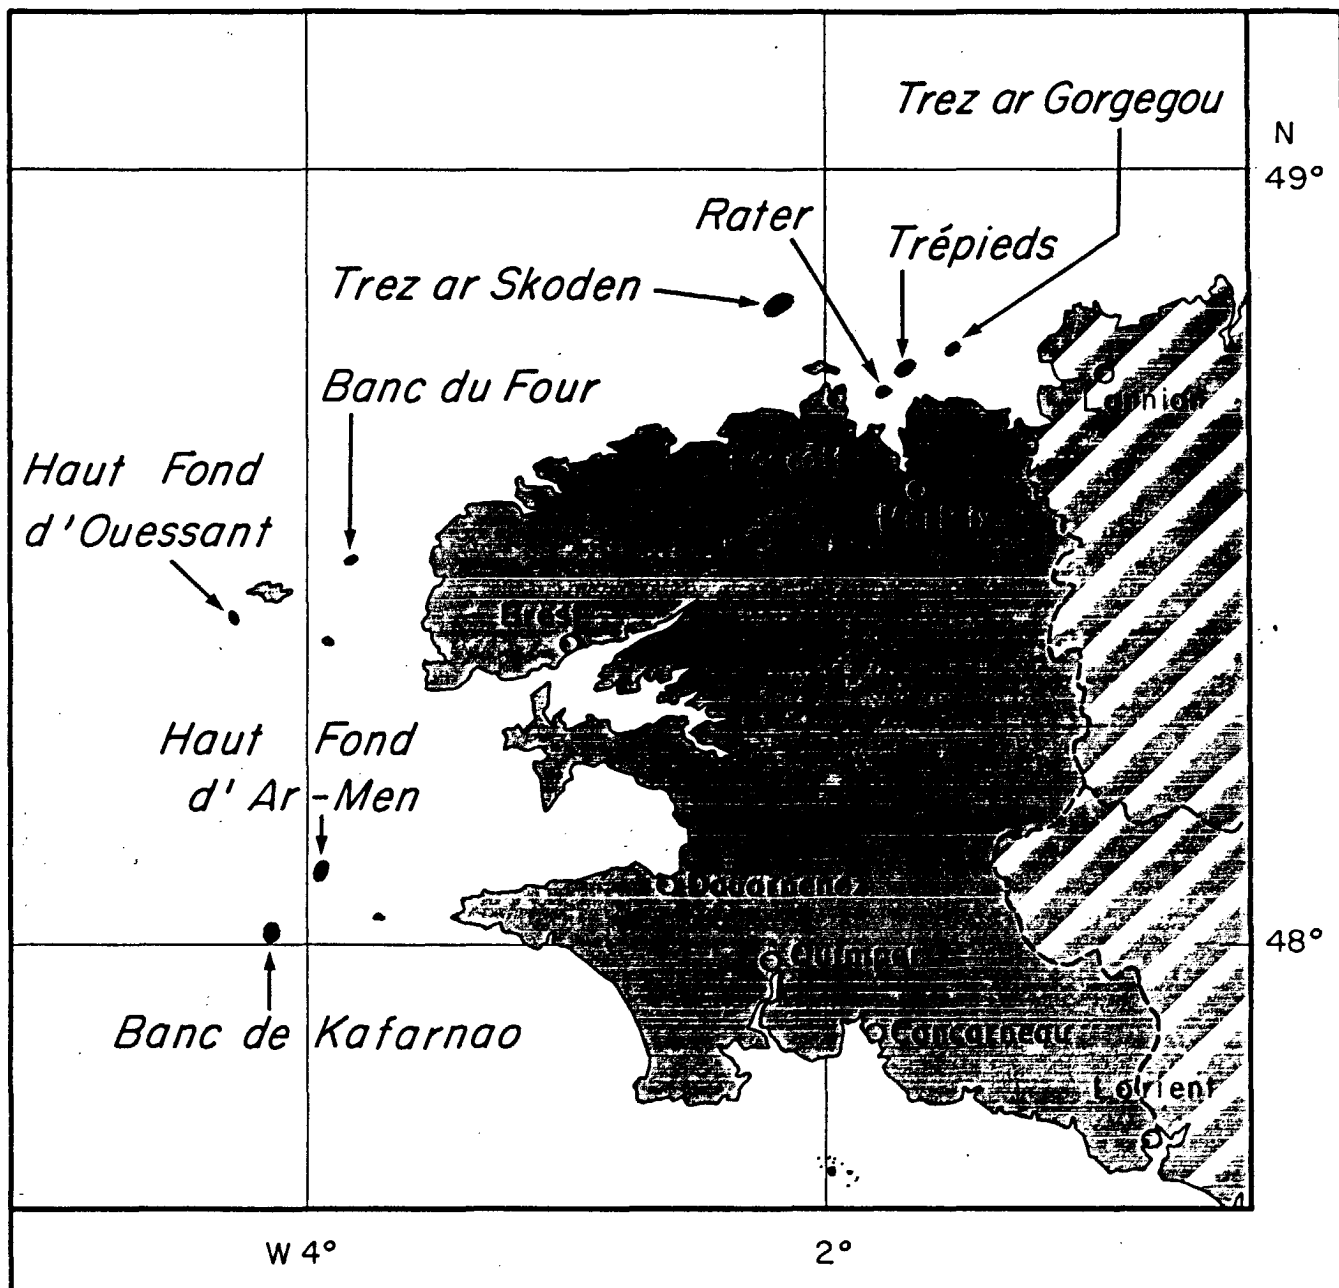 Trez ar Gorgegou
N
49°
Rater
Trépieds
Trez ar Skoden
Banc du Four
Lannion
Haut Fond
d'Ouessant
Brest
Haut Fond
d'Ar-Men
Douarnenez
Quimper
48°
Banc de Kafarnao
Concarneau
Lorient
W 4°
2°